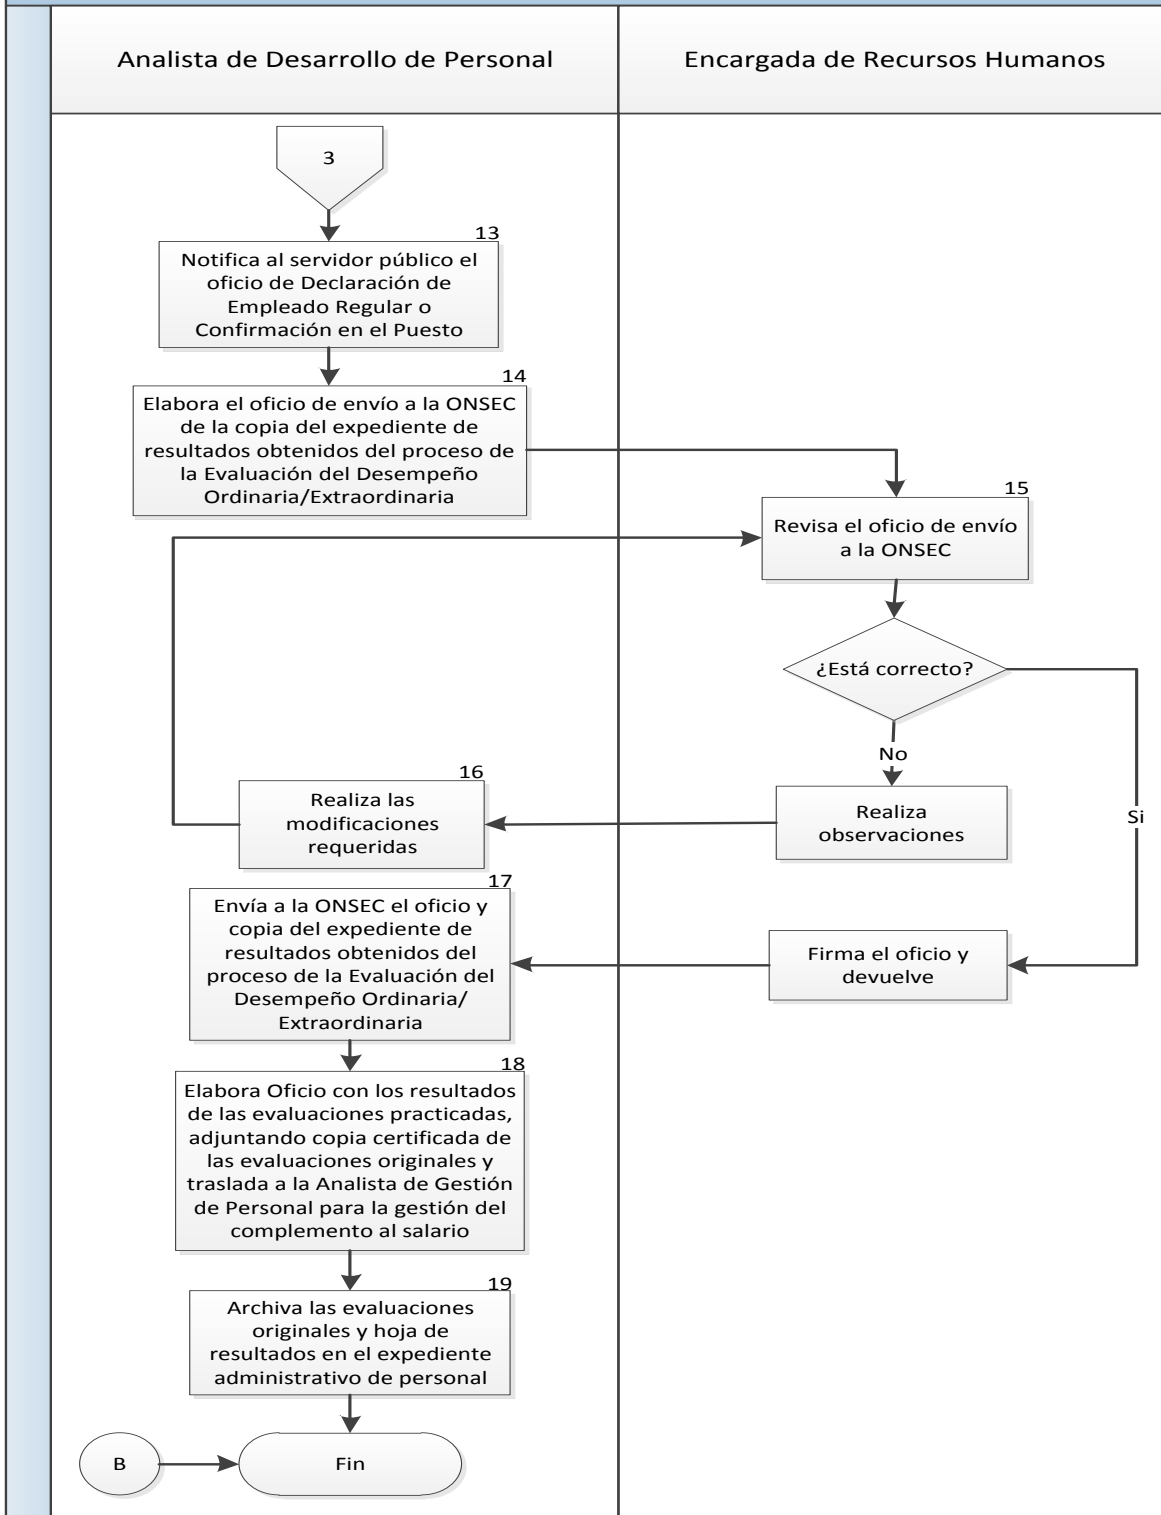 Analista de Desarrollo de Personal
Encargada de Recursos Humanos
3
13
Notifica al servidor público el
oficio de Declaración de
Empleado Regular o
Confirmación en el Puesto
14
Elabora el oficio de envío a la ONSEC
de la copia del expediente de
resultados obtenidos del proceso de
la Evaluación del Desempeño
Ordinaria/Extraordinaria
15
Revisa el oficio de envío
a la ONSEC
¿Está correcto?
No
Si
Realiza
observaciones
16
Realiza las
modificaciones
requeridas
Firma el oficio y
devuelve
17
Envía a la ONSEC el oficio y
copia del expediente de
resultados obtenidos del
proceso de la Evaluación del
Desempeño Ordinaria/
Extraordinaria
18
Elabora Oficio con los resultados
de las evaluaciones practicadas,
adjuntando copia certificada de
las evaluaciones originales y
traslada a la Analista de Gestión
de Personal para la gestión del
complemento al salario
19
Archiva las evaluaciones
originales y hoja de
resultados en el expediente
administrativo de personal
B
Fin